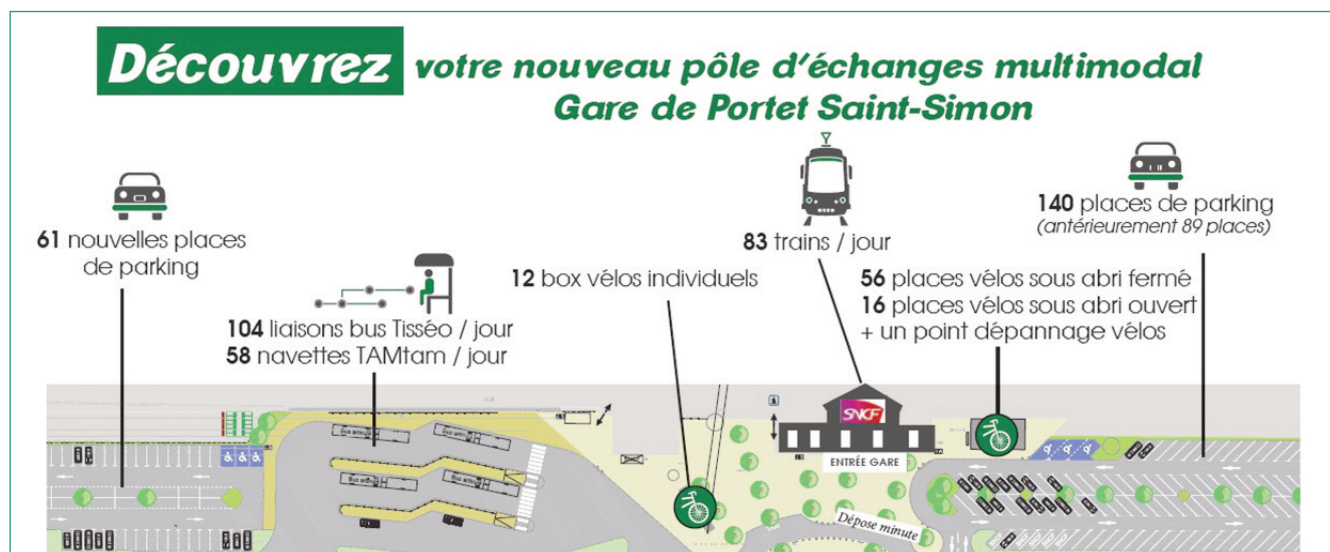 Découvrez votre nouveau pôle d'échanges multimodal
Gare de Portet Saint-Simon
61 nouvelles places
de parking
104 liaisons bus Tisséo / jour
58 navettes TAMtam / jour
12 box vélos individuels
83 trains / jour
140 places de parking
(antérieurement 89 places)
56 places vélos sous abri fermé
16 places vélos sous abri ouvert
+ un point dépannage vélos
SNCF
ENTRÉE GARE
Dépose minute